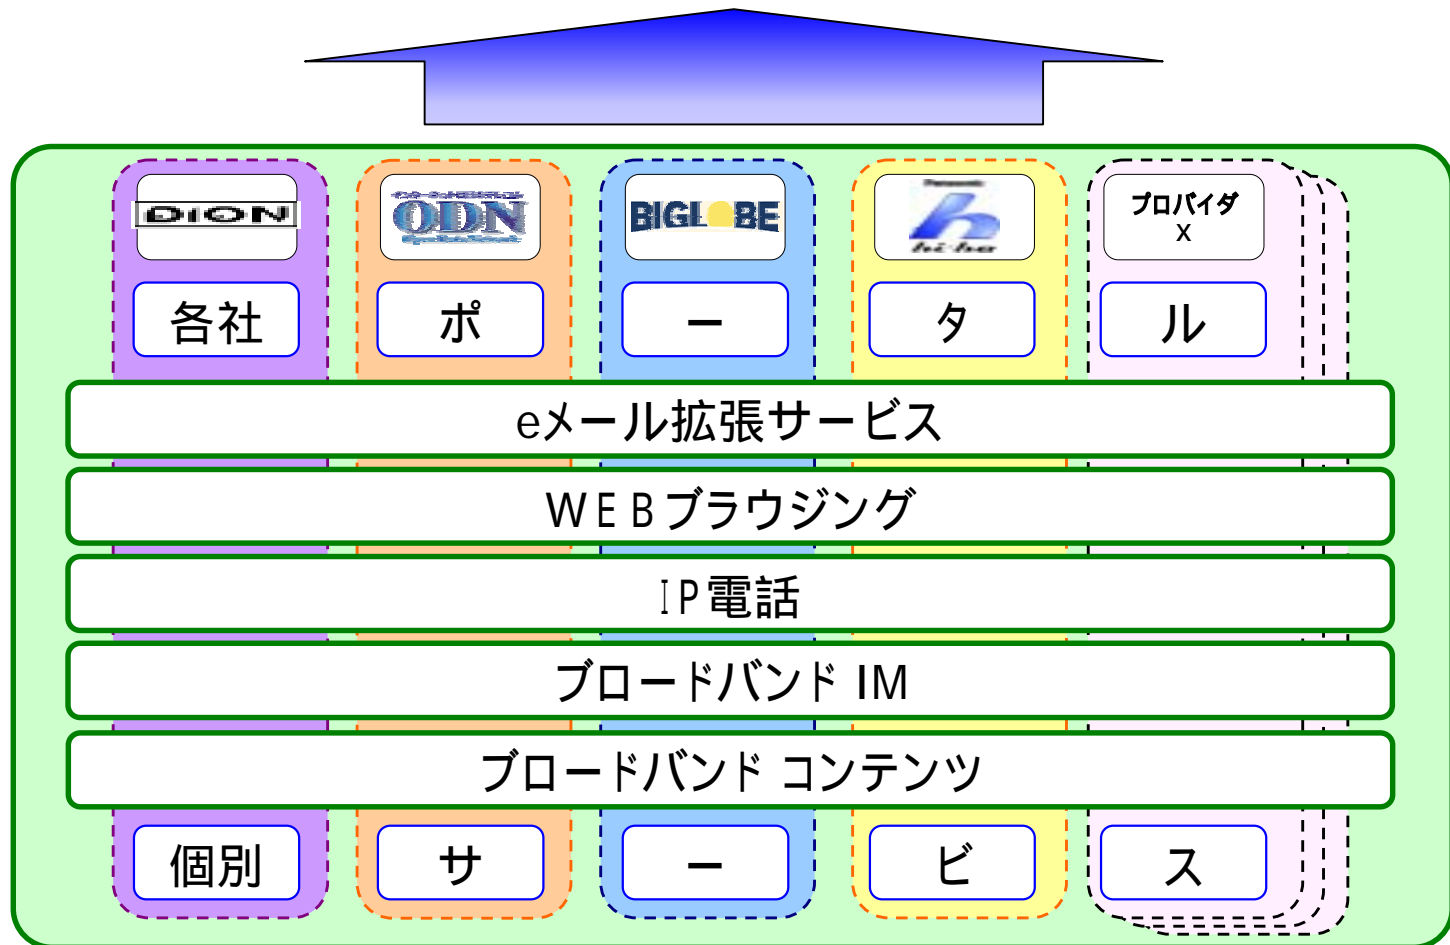 DION
ODN
BIGLOBE
hi-ho
プロバイダ
X
各社 ポ ー タ ル
eメール拡張サービス
WEBブラウジング
IP電話
ブロードバンド IM
ブロードバンド コンテンツ
個別 サ ー ビ ス